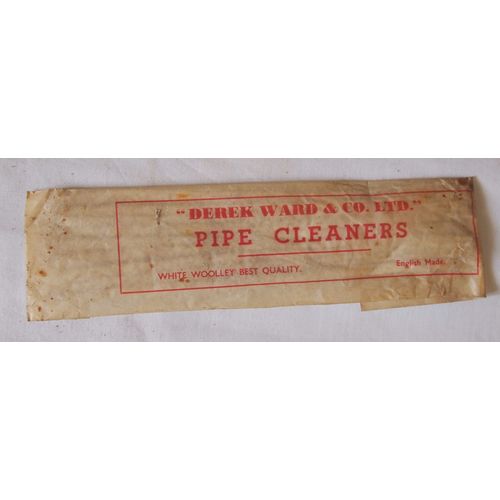 "DEREK WARD & CO. LTD."
PIPE CLEANERS
WHITE WOOLLEY BEST QUALITY. English Made.